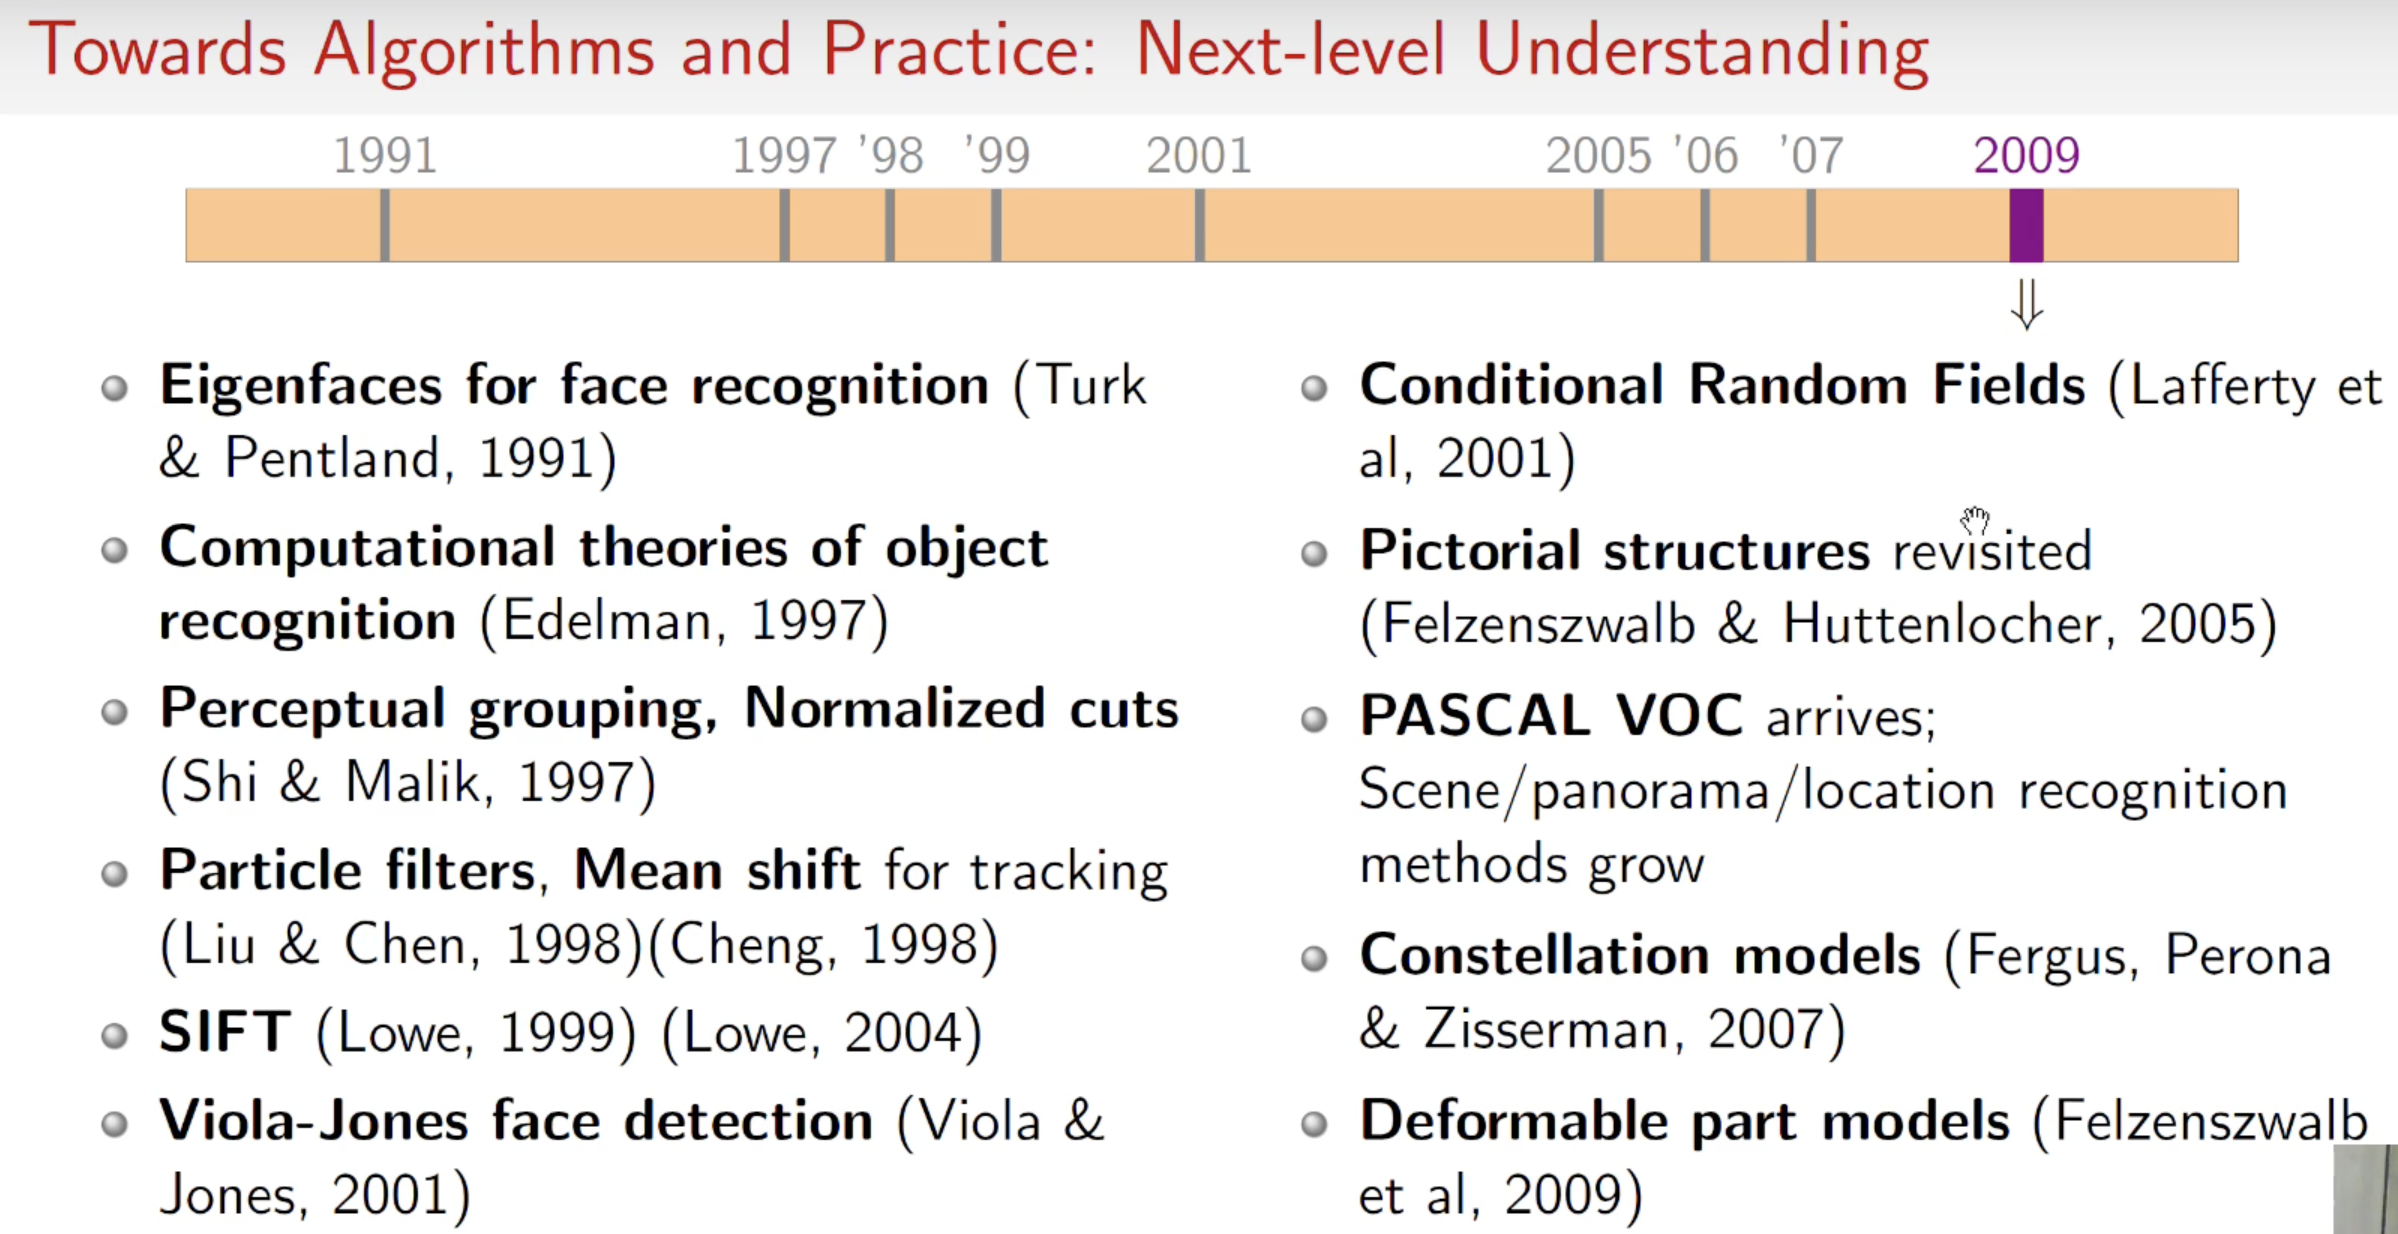 Towards Algorithms and Practice: Next-level Understanding
1991 1997 '98 '99 2001 2005 '06 '07 2009
⇓
Eigenfaces for face recognition (Turk
& Pentland, 1991)
Computational theories of object
recognition (Edelman, 1997)
Perceptual grouping, Normalized cuts
(Shi & Malik, 1997)
Particle filters, Mean shift for tracking
(Liu & Chen, 1998)(Cheng, 1998)
SIFT (Lowe, 1999) (Lowe, 2004)
Viola-Jones face detection (Viola &
Jones, 2001)
Conditional Random Fields (Lafferty et
al, 2001)
Pictorial structures revisited
(Felzenszwalb & Huttenlocher, 2005)
PASCAL VOC arrives;
Scene/panorama/location recognition
methods grow
Constellation models (Fergus, Perona
& Zisserman, 2007)
Deformable part models (Felzenszwalb
et al, 2009)